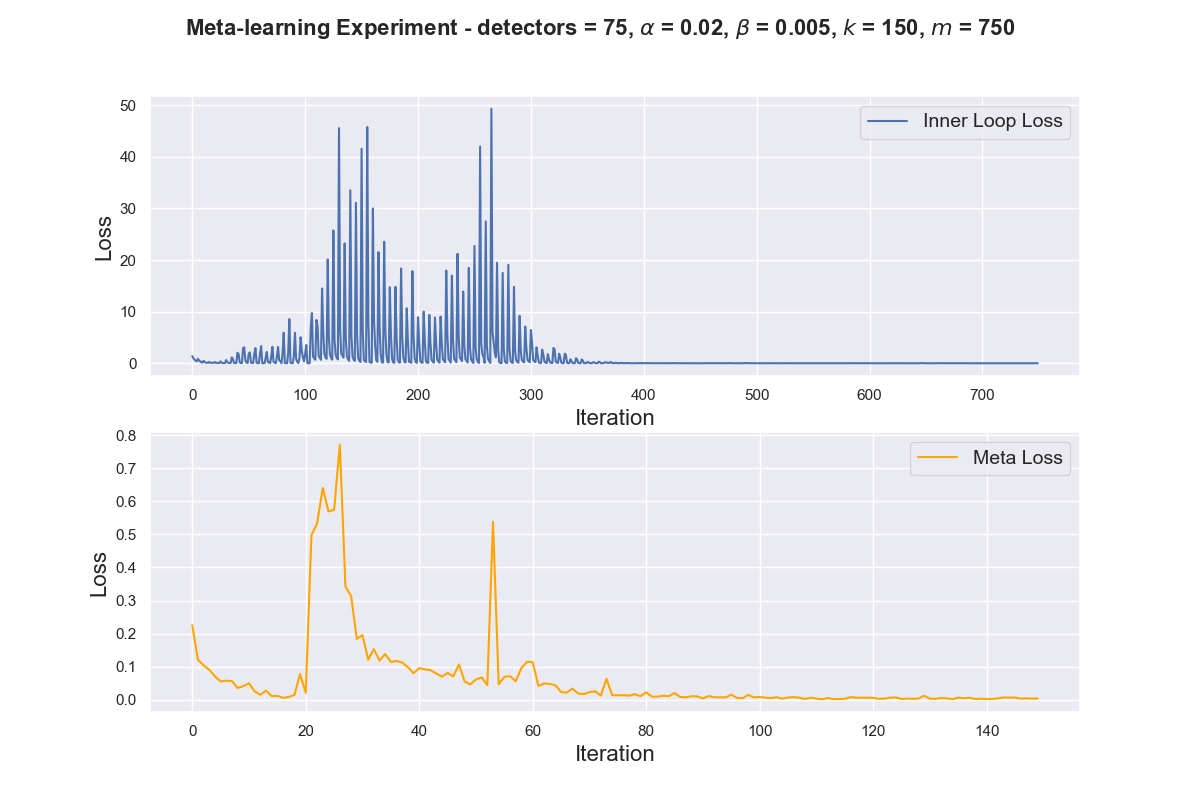 Meta-learning Experiment - detectors = 75, α = 0.02, β = 0.005, k = 150, m = 750
Inner Loop Loss
Loss
50
40
30
20
10
0
0 100 200 300 400 500 600 700
Iteration
Meta Loss
Loss
0.8
0.7
0.6
0.5
0.4
0.3
0.2
0.1
0.0
0 20 40 60 80 100 120 140
Iteration